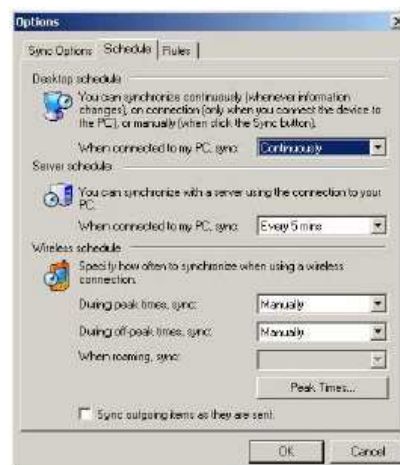 Options
Sync Options Schedule Rules
Desktop schedule
You can synchronize continuously (whenever information
changes), on connection (only when you connect the device to
the PC), or manually (when click the Sync button).
When connected to my PC, sync: Continuously
Server schedule
You can synchronize with a server using the connection to your
PC.
When connected to my PC, sync: Every 5 mins
Wireless schedule
Specify how often to synchronize when using a wireless
connection.
During peak times, sync: Manually
During off-peak times, sync: Manually
When roaming, sync:
Peak Times...
Sync outgoing items as they are sent.
OK Cancel